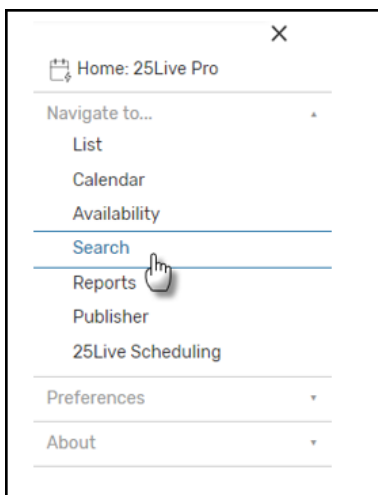 Home: 25Live Pro
Navigate to...
List
Calendar
Availability
Search
Reports
Publisher
25Live Scheduling
Preferences
About